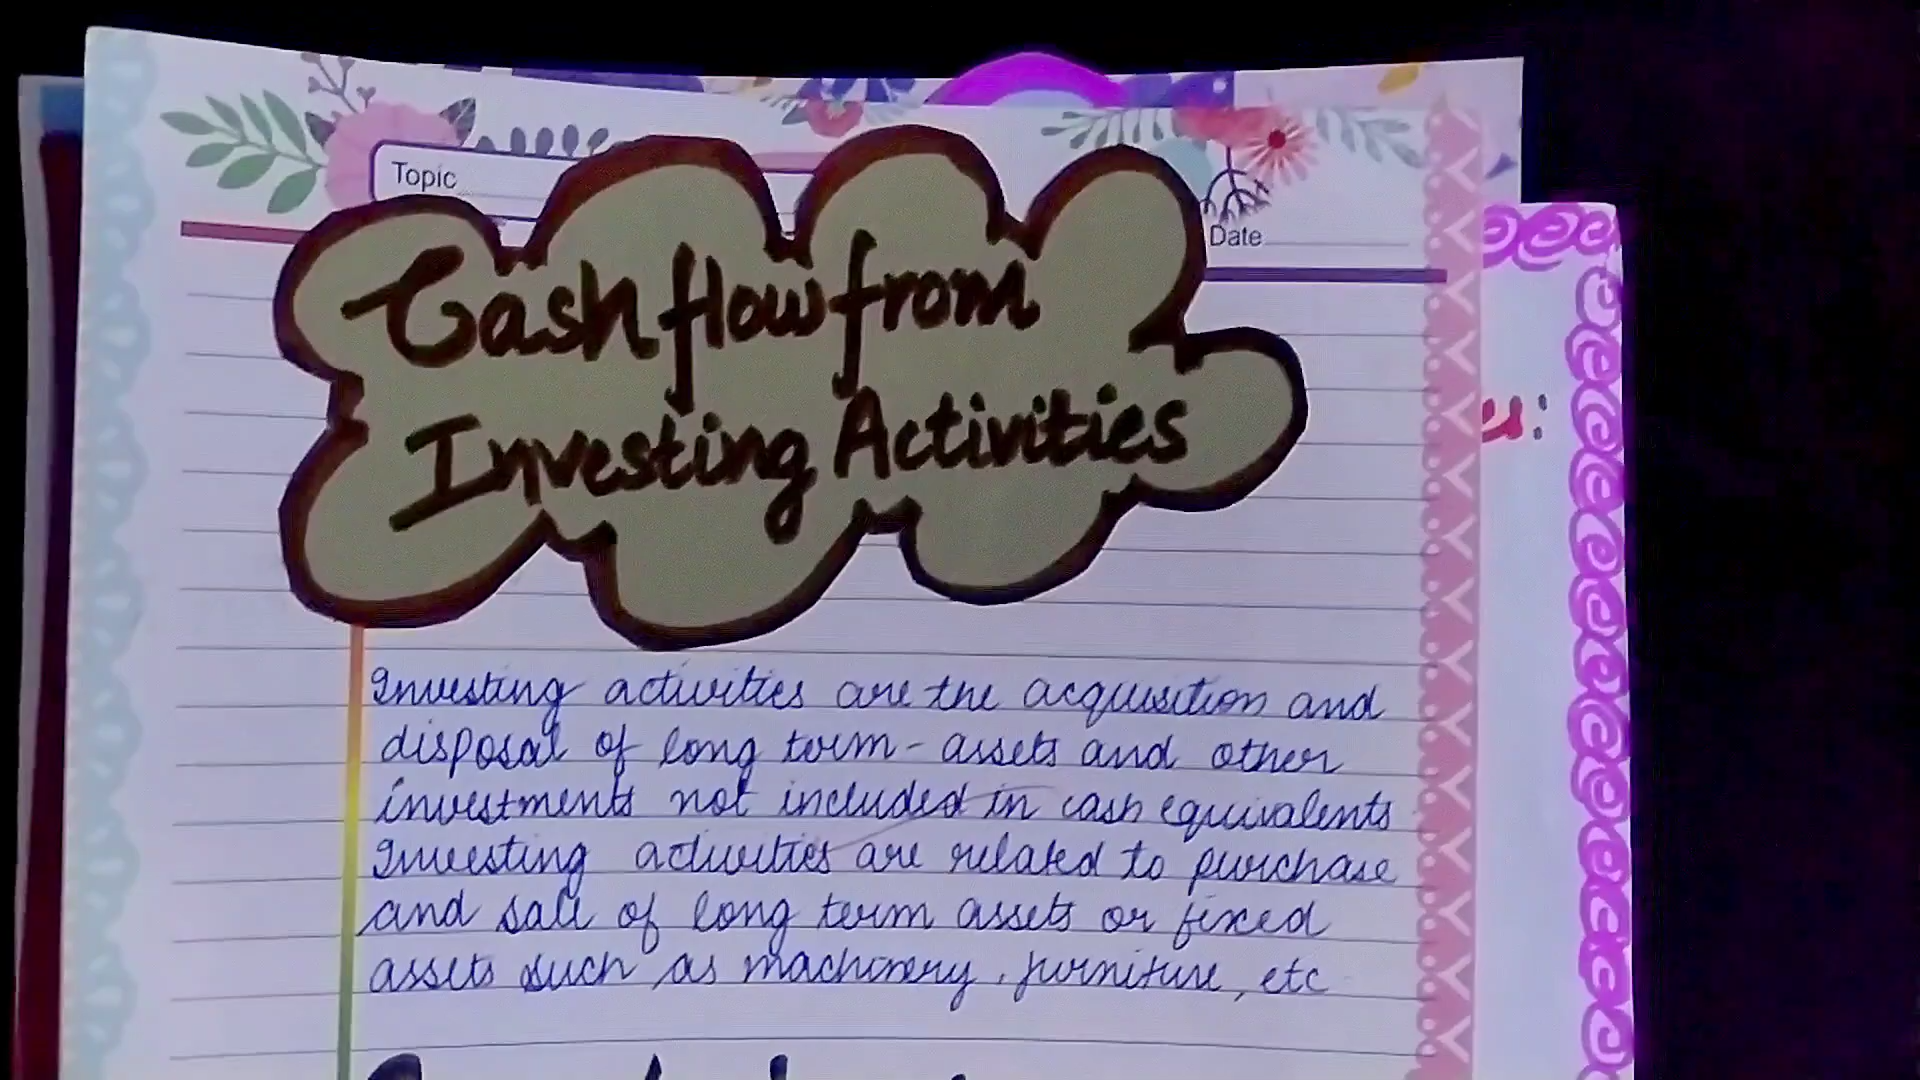 Topic
Date
Cash flow from
Investing Activities
Investing activities are the acquisition and
disposal of long term - assets and other
investments not included in cash equivalents
Investing activities are related to purchase
and sale of long term assets or fixed
assets such as machinery, furniture, etc